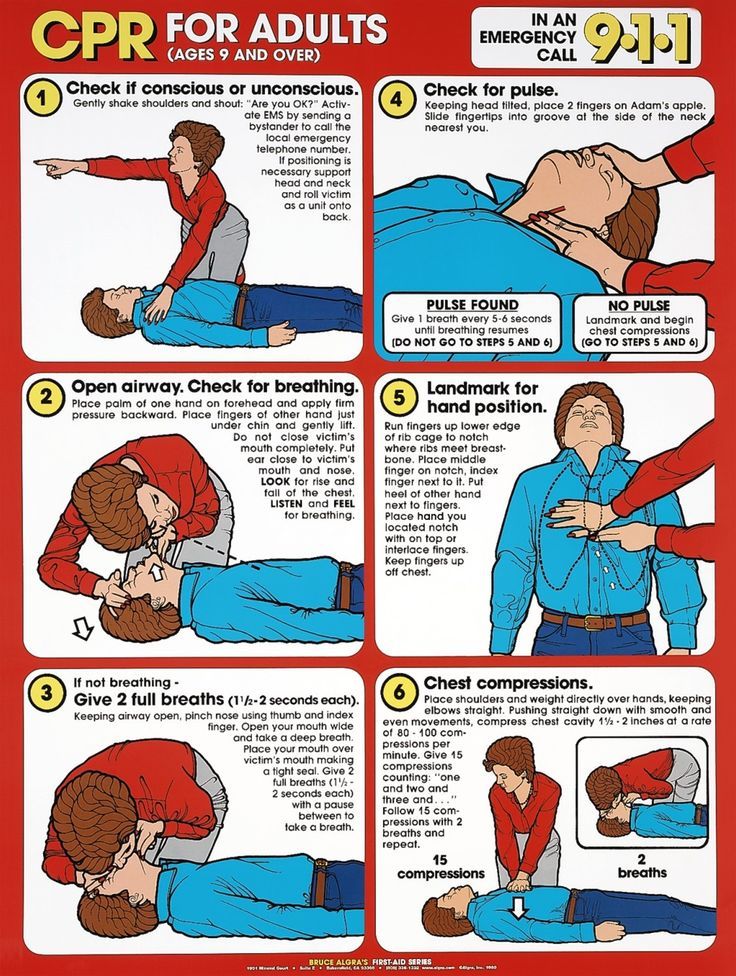 CPR FOR ADULTS
(AGES 9 AND OVER)
IN AN
EMERGENCY
CALL
9•1•1
1
Check if conscious or unconscious.
Gently shake shoulders and shout: "Are you OK?" Activ-
ate EMS by sending a
bystander to call the
local emergency
telephone number.
If positioning is
necessary support
head and neck
and roll victim
as a unit onto
back.
2
Open airway. Check for breathing.
Place palm of one hand on forehead and apply firm
pressure backward. Place fingers of other hand just
under chin and gently lift.
Do not close victim's
mouth completely. Put
ear close to victim's
mouth and nose.
LOOK for rise and
fall of the chest.
LISTEN and FEEL
for breathing.
3
If not breathing -
Give 2 full breaths (1½-2 seconds each).
Keeping airway open, pinch nose using thumb and index
finger. Open your mouth wide
and take a deep breath.
Place your mouth over
victim's mouth making
a tight seal. Give 2
full breaths (1½ -
2 seconds each)
with a pause
between to
take a breath.
4
Check for pulse.
Keeping head tilted, place 2 fingers on Adam's apple.
Slide fingertips into groove at the side of the neck
nearest you.
PULSE FOUND
Give 1 breath every 5-6 seconds
until breathing resumes
(DO NOT GO TO STEPS 5 AND 6)
NO PULSE
Landmark and begin
chest compressions
(GO TO STEPS 5 AND 6)
5
Landmark for
hand position.
Run fingers up lower edge
of rib cage to notch
where ribs meet breast-
bone. Place middle
finger on notch, index
finger next to it. Put
heel of other hand
next to fingers.
Place hand you
located notch
with on top or
interlace fingers.
Keep fingers up
off chest.
6
Chest compressions.
Place shoulders and weight directly over hands, keeping
elbows straight. Pushing straight down with smooth and
even movements, compress chest cavity 1½ - 2 inches at a rate
of 80 - 100 com-
pressions per
minute. Give 15
compressions
counting: "one
and two and
three and . . ."
Follow 15 com-
pressions with 2
breaths and
repeat.
15
compressions
2
breaths
BRUCE ALGRA'S FIRST-AID SERIES